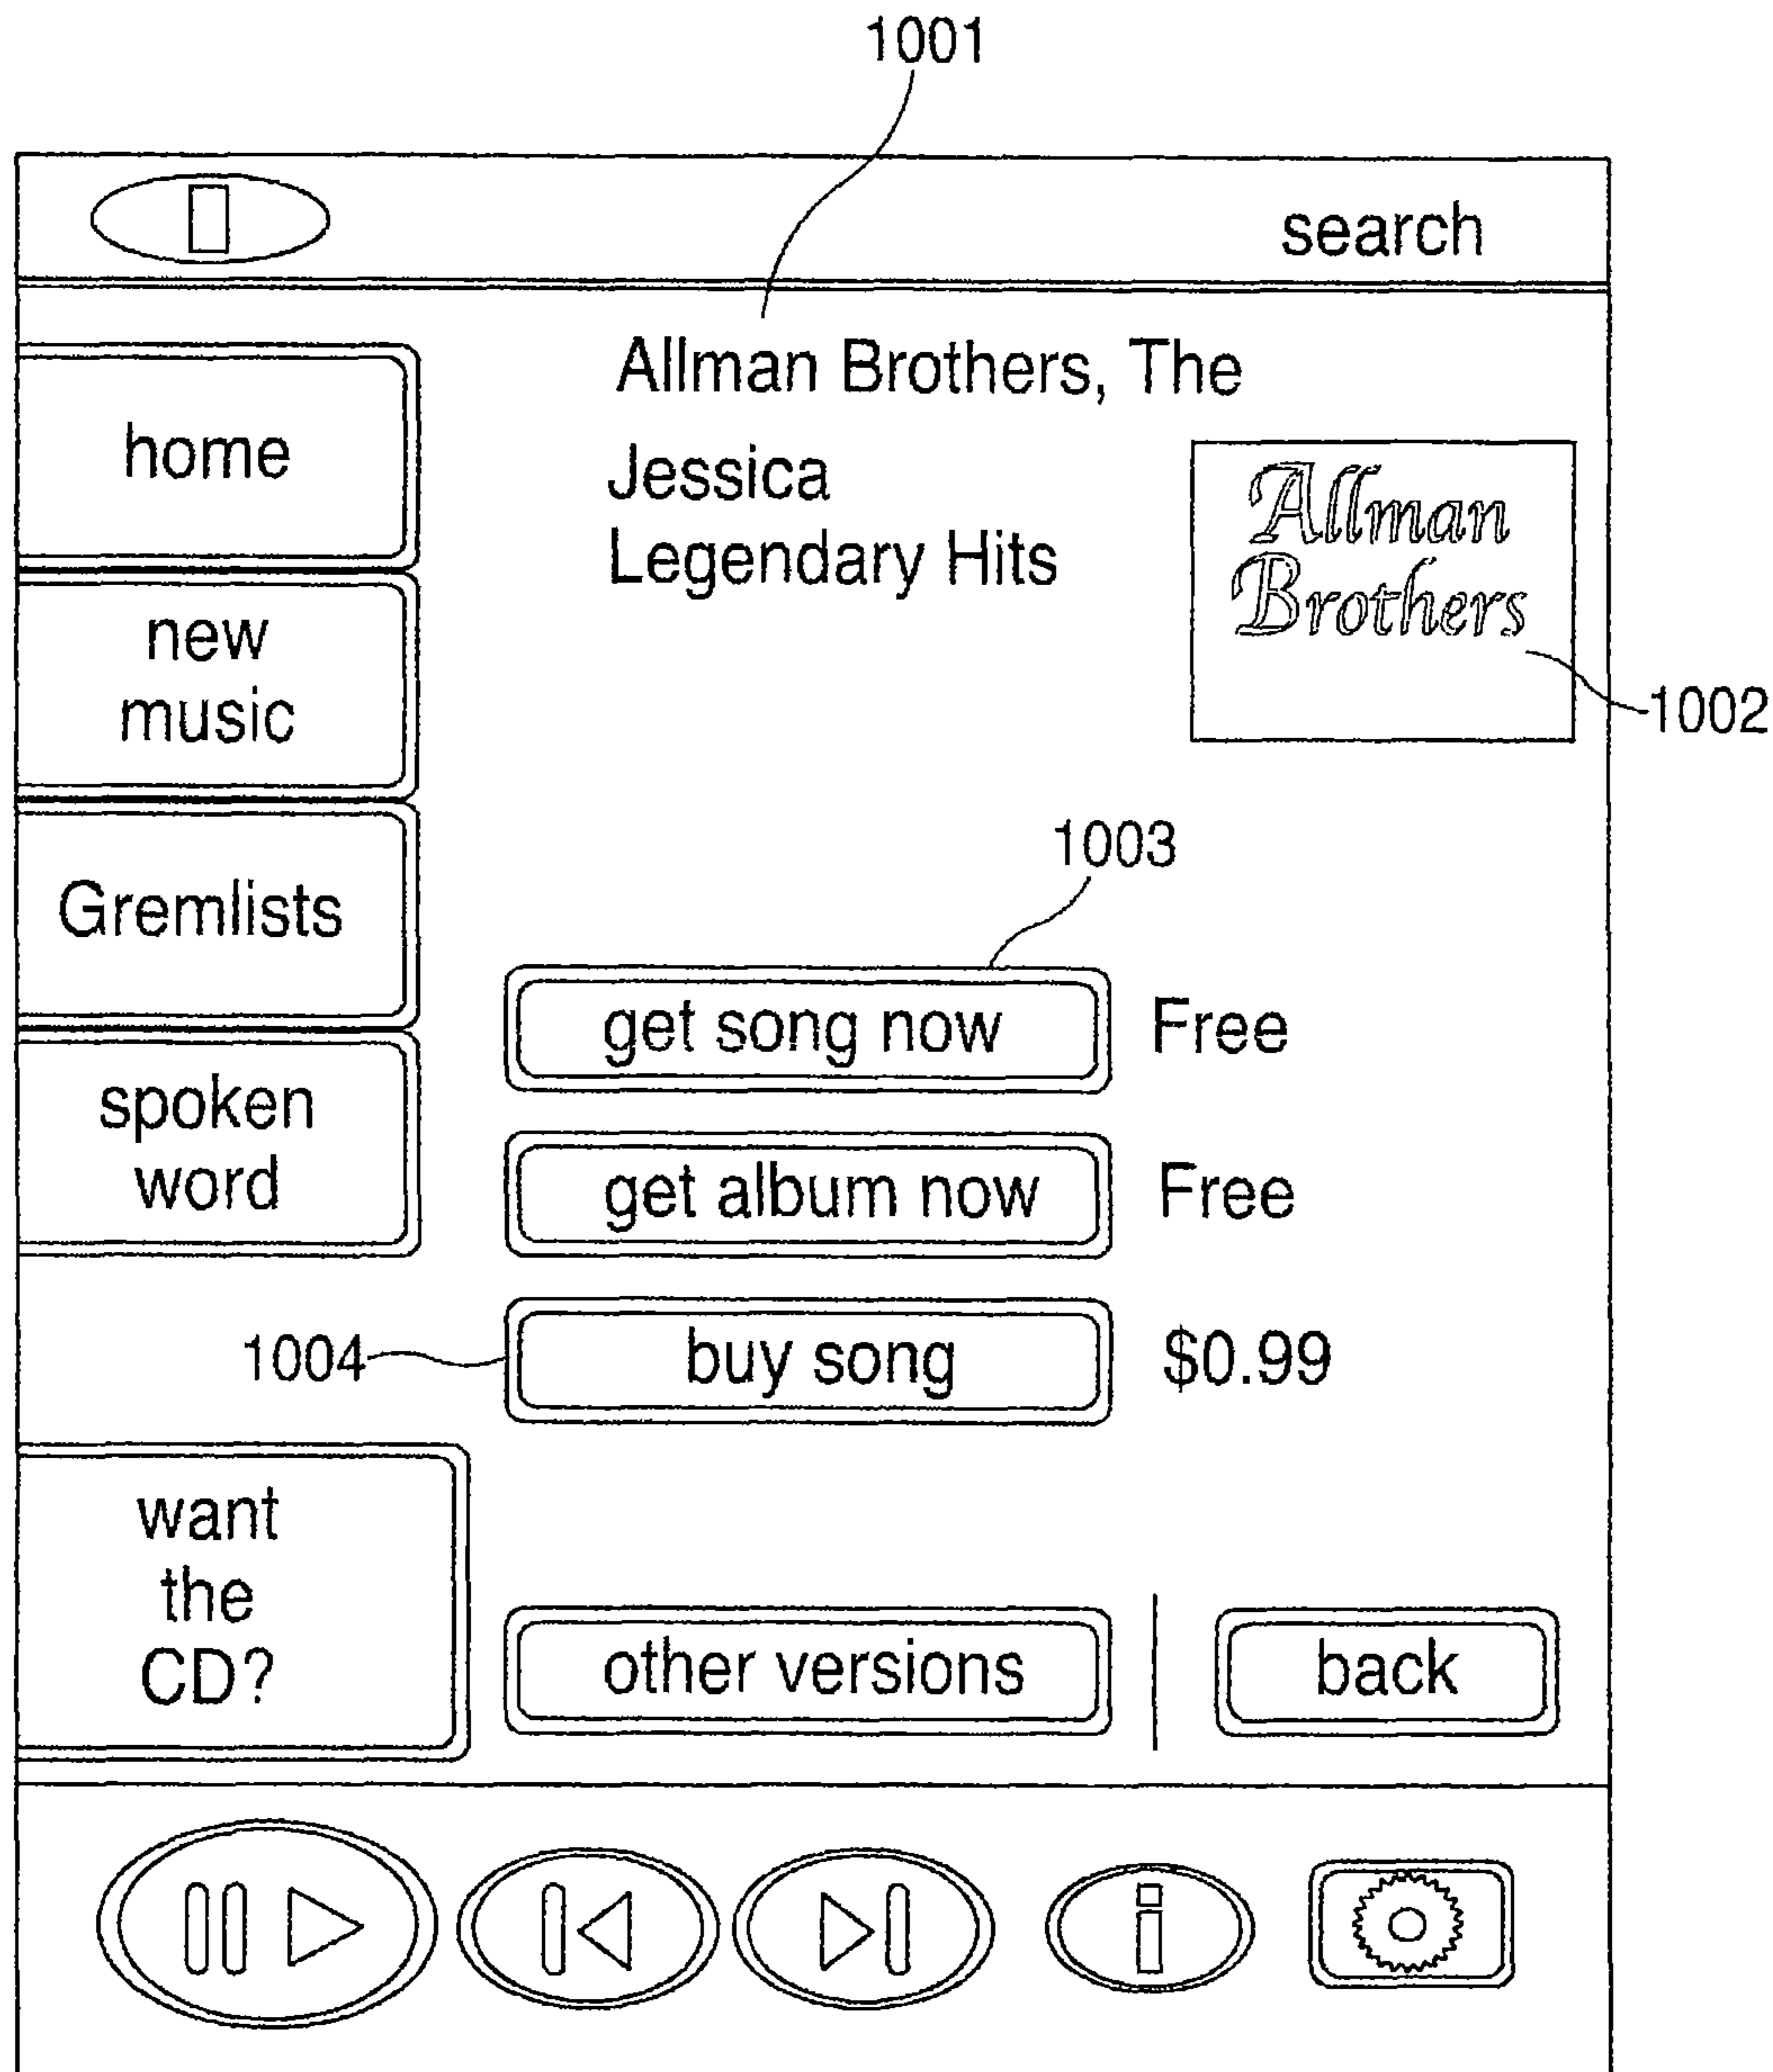 1001
search
Allman Brothers, The
home
Jessica
Legendary Hits
Allman
Brothers
1002
new
music
1003
Gremlists
get song now Free
spoken
word
get album now Free
1004
buy song $0.99
want
the
CD?
other versions
back
i